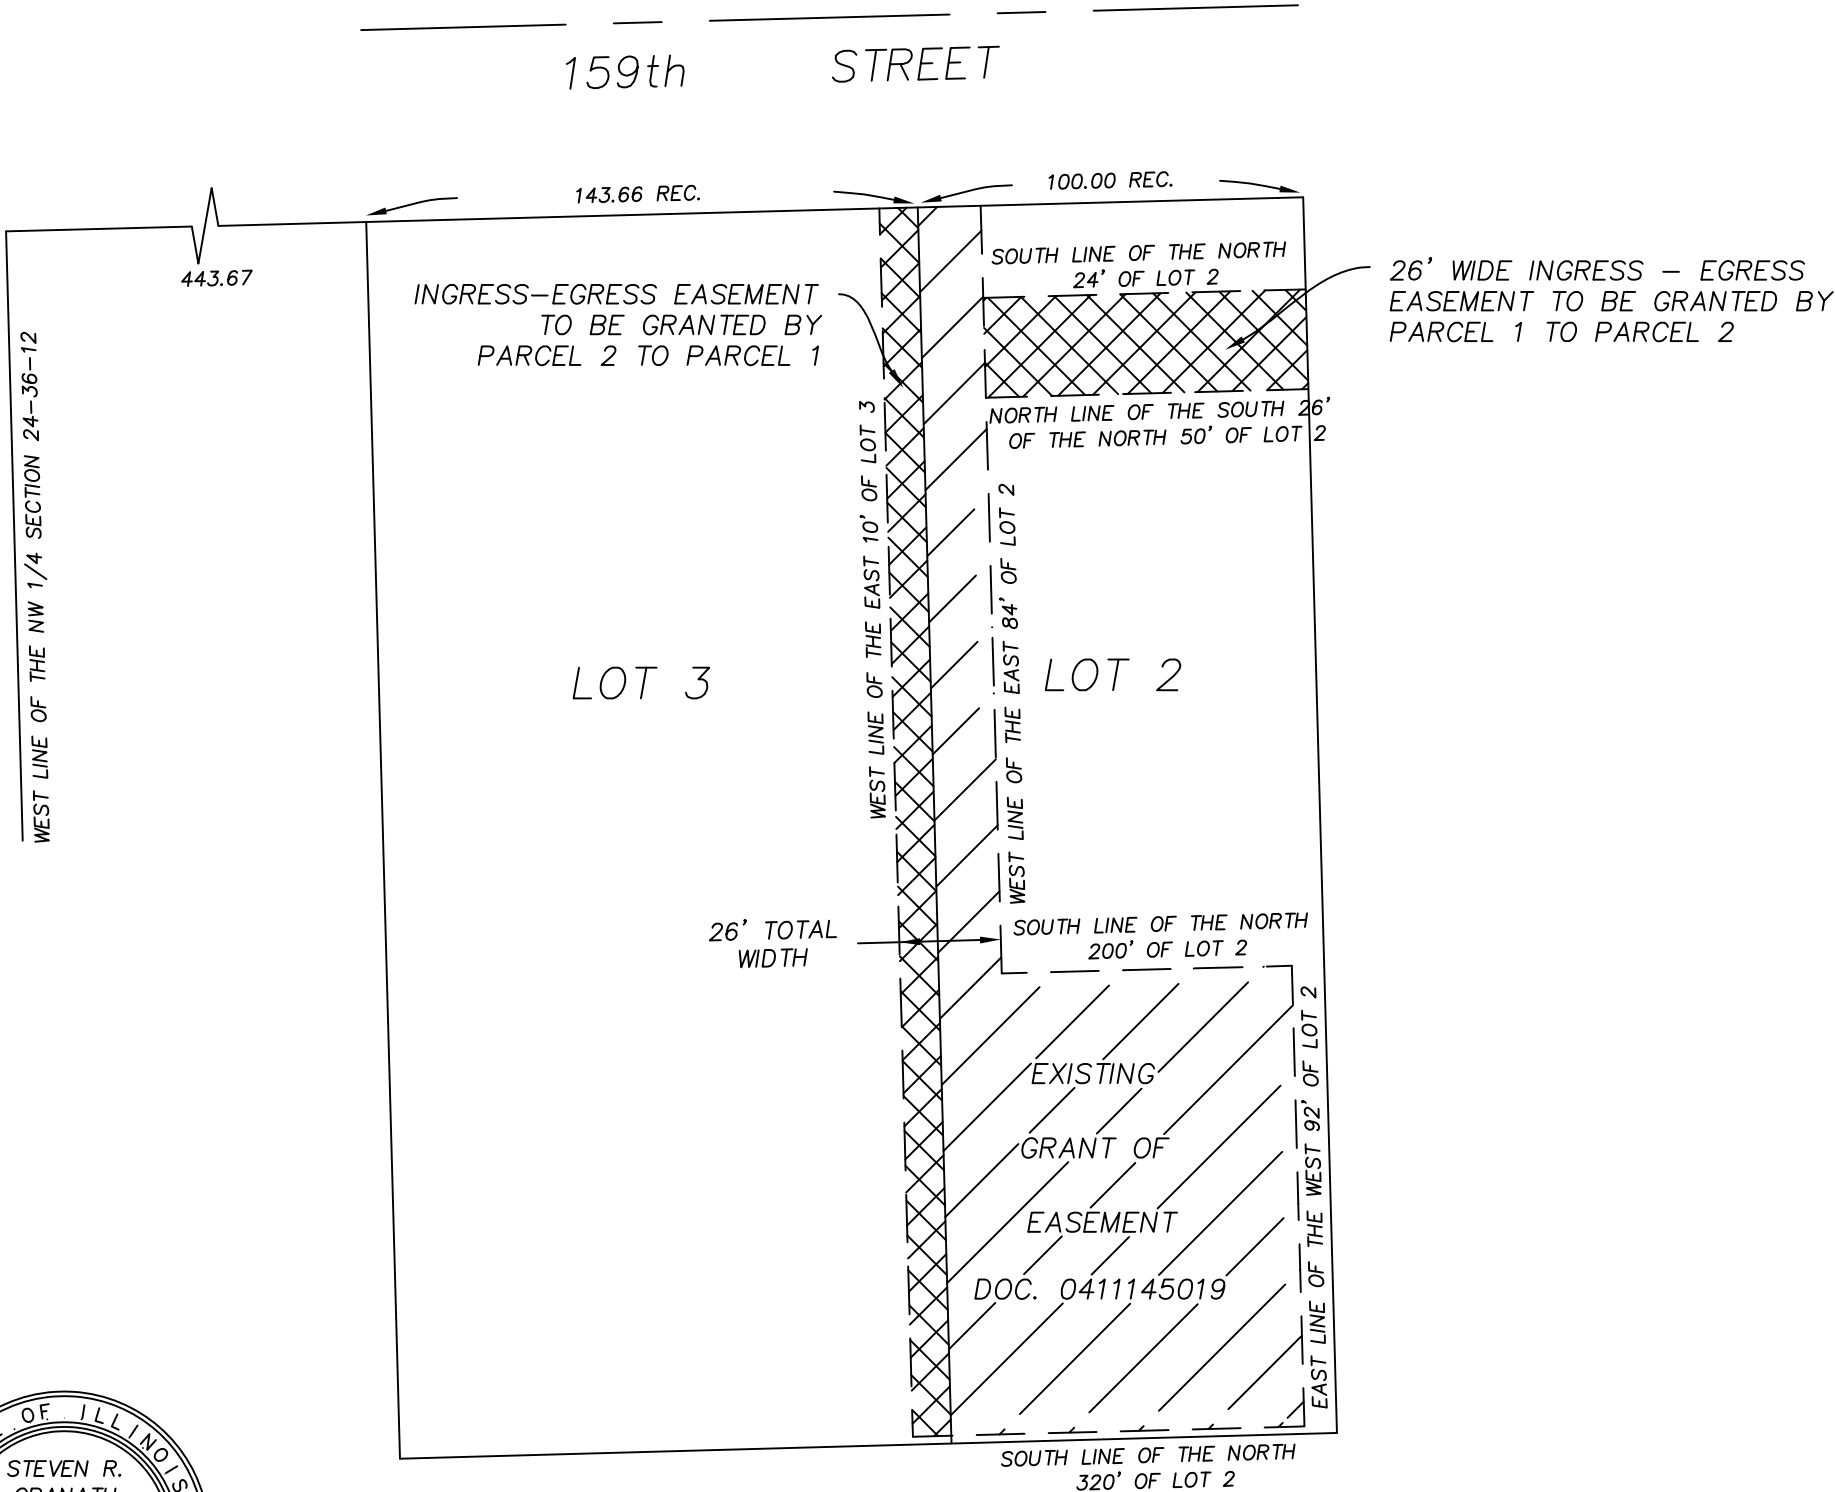 159th STREET
143.66 REC.
100.00 REC.
443.67
SOUTH LINE OF THE NORTH
24' OF LOT 2
26' WIDE INGRESS - EGRESS
EASEMENT TO BE GRANTED BY
PARCEL 1 TO PARCEL 2
INGRESS-EGRESS EASEMENT
TO BE GRANTED BY
PARCEL 2 TO PARCEL 1
NORTH LINE OF THE SOUTH 26'
OF THE NORTH 50' OF LOT 2
WEST LINE OF THE NW 1/4 SECTION 24-36-12
WEST LINE OF THE EAST 10' OF LOT 3
WEST LINE OF THE EAST 84' OF LOT 2
LOT 3
LOT 2
26' TOTAL
WIDTH
SOUTH LINE OF THE NORTH
200' OF LOT 2
EXISTING
GRANT OF
EASEMENT
DOC. 0411145019
EAST LINE OF THE WEST 92' OF LOT 2
SOUTH LINE OF THE NORTH
320' OF LOT 2
OF ILLINOIS
STEVEN R.